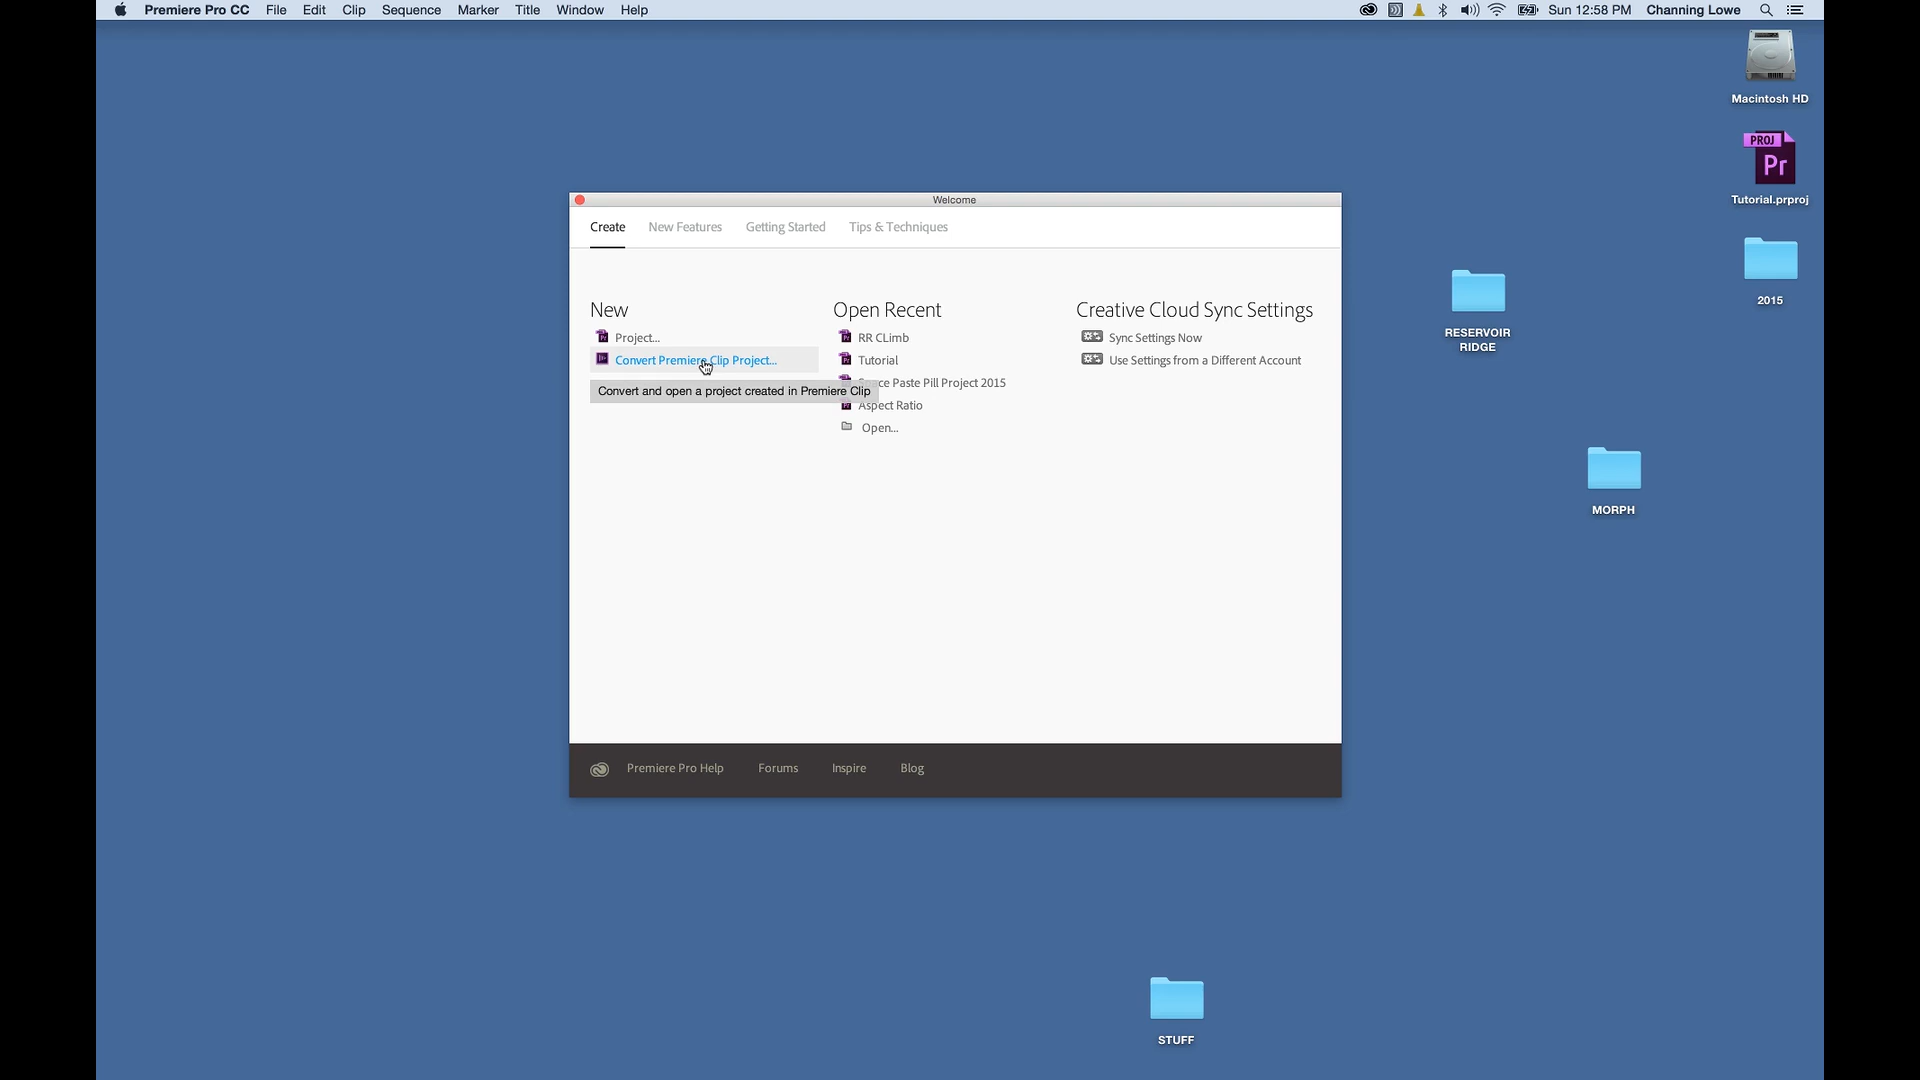 Premiere Pro CC File Edit Clip Sequence Marker Title Window Help
Sun 12:58 PM Channing Lowe
Macintosh HD
PROJ
Pr
Tutorial.prproj
2015
RESERVOIR
RIDGE
MORPH
STUFF
Welcome
Create New Features Getting Started Tips & Techniques
New
Project...
Convert Premiere Clip Project...
Convert and open a project created in Premiere Clip
Open Recent
RR CLimb
Tutorial
Paste Pill Project 2015
Aspect Ratio
Open...
Creative Cloud Sync Settings
Sync Settings Now
Use Settings from a Different Account
Premiere Pro Help Forums Inspire Blog